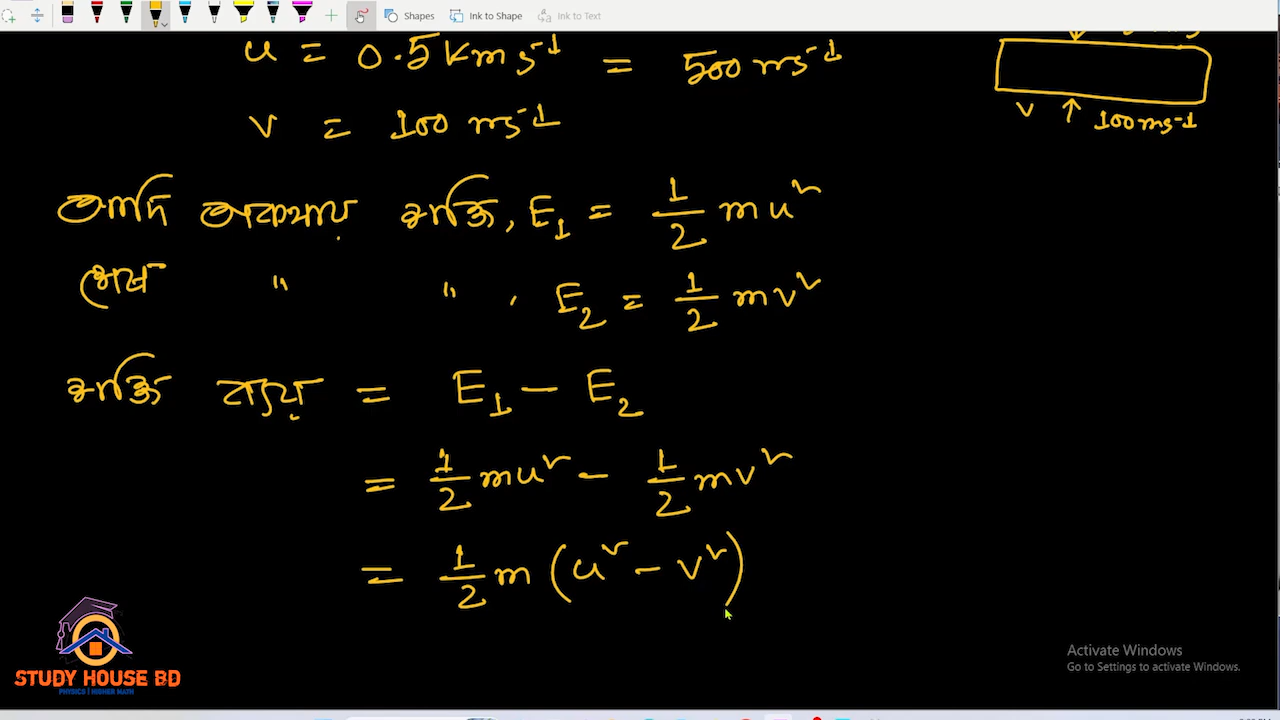 Shapes Ink to Shape Ink to Text
u = 0.5 Kms⁻¹ = 500 ms⁻¹
v = 100 ms⁻¹
v ↑ 100 ms⁻¹
আদি অবস্থায় শক্তি, E₁ = 1/2 mu²
শেষ " " , E₂ = 1/2 mv²
শক্তি ব্যয় = E₁ - E₂
= 1/2 mu² - 1/2 mv²
= 1/2 m (u² - v²)
STUDY HOUSE BD
PHYSICS | HIGHER MATH
Activate Windows
Go to Settings to activate Windows.